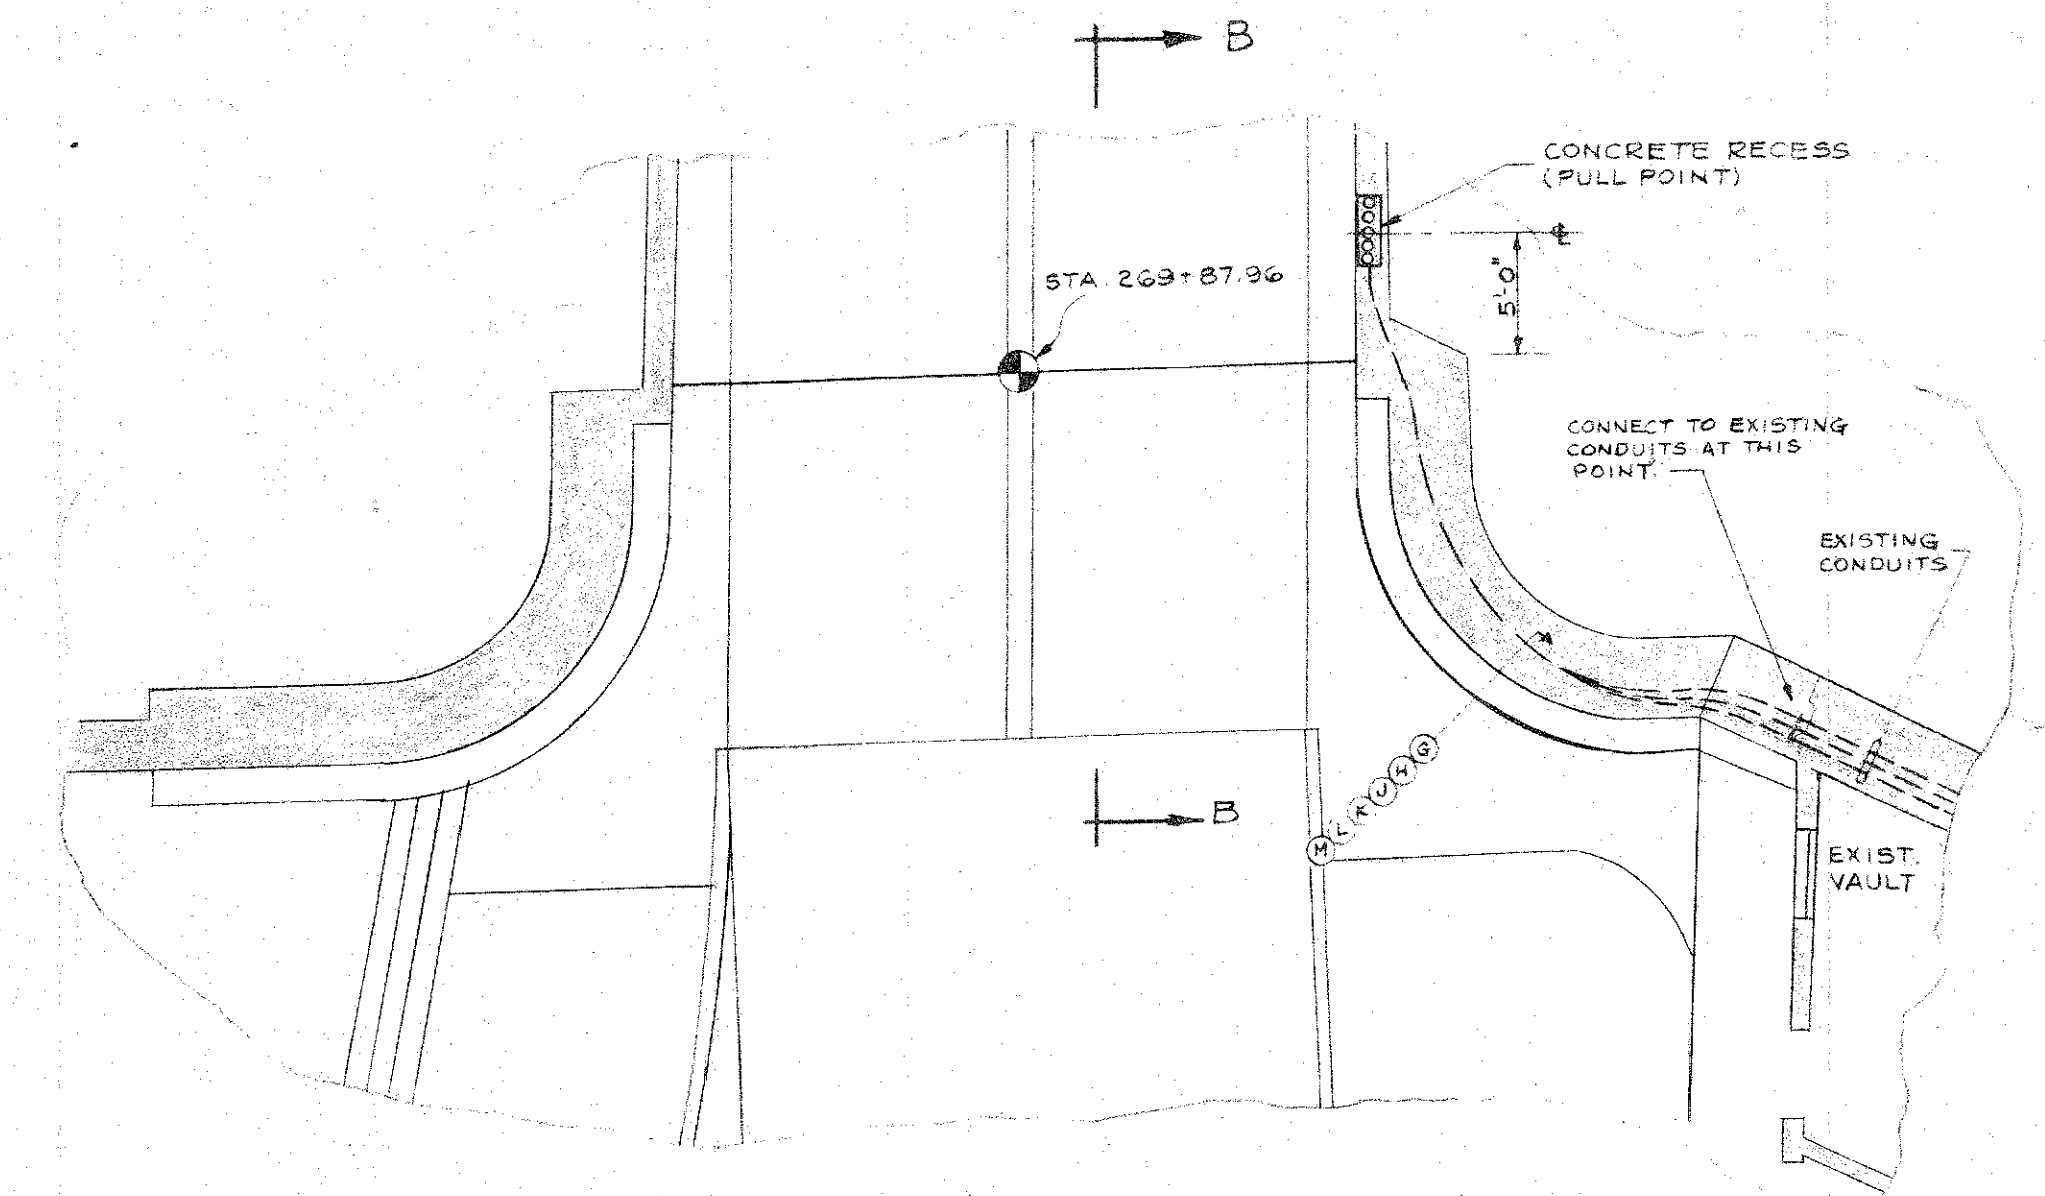 B
CONCRETE RECESS
(PULL POINT)
℄
5'-0"
STA. 269+87.96
CONNECT TO EXISTING
CONDUITS AT THIS
POINT.
EXISTING
CONDUITS
G
H
J
K
L
M
B
EXIST.
VAULT